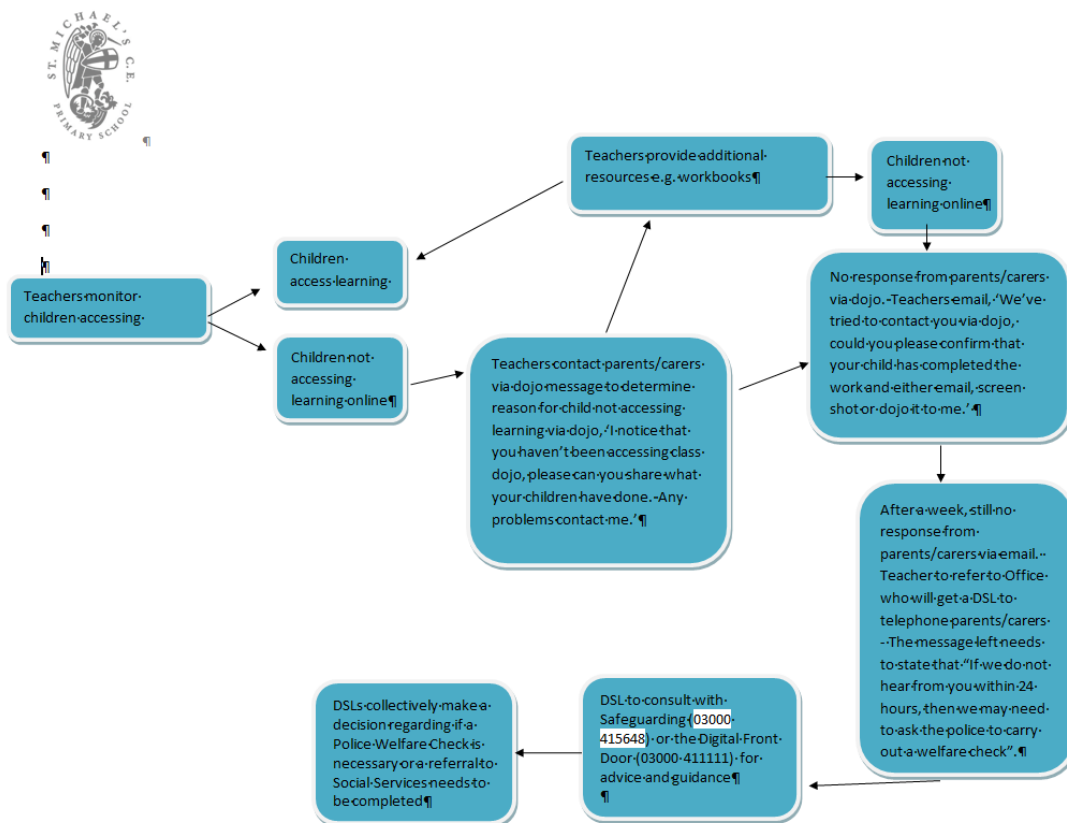 ST. MICHAEL'S C.E.
PRIMARY SCHOOL
¶
¶
¶
¶
¶
Teachers monitor
children accessing
Children
access learning
Children not
accessing
learning online¶
Teachers contact parents/carers
via dojo message to determine
reason for child not accessing
learning via dojo, ‘I notice that
you haven’t been accessing class
dojo, please can you share what
your children have done. Any
problems contact me.’¶
Teachers provide additional
resources e.g. workbooks¶
Children not
accessing
learning online¶
No response from parents/carers
via dojo. Teachers email, ‘We’ve
tried to contact you via dojo,
could you please confirm that
your child has completed the
work and either email, screen
shot or dojo it to me.’¶
After a week, still no
response from
parents/carers via email.
Teacher to refer to Office
who will get a DSL to
telephone parents/carers
- The message left needs
to state that “If we do not
hear from you within 24
hours, then we may need
to ask the police to carry
out a welfare check”.¶
DSL to consult with
Safeguarding (03000
415648) or the Digital Front
Door (03000 411111) for
advice and guidance¶
¶
DSLs collectively make a
decision regarding if a
Police Welfare Check is
necessary or a referral to
Social Services needs to
be completed¶